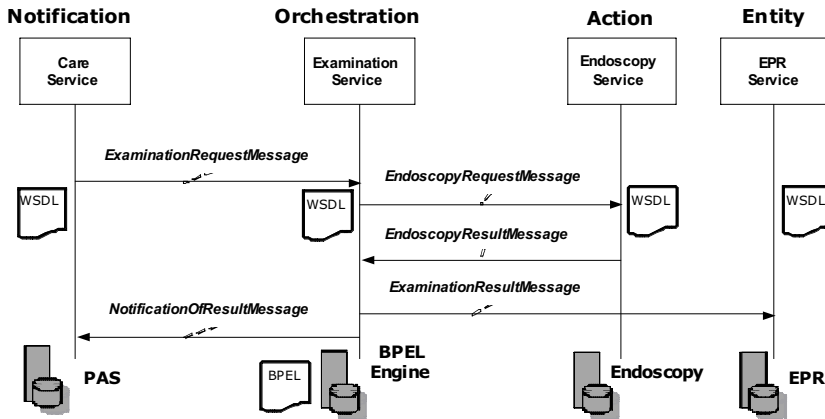 Notification
Orchestration
Action
Entity
Care
Service
Examination
Service
Endoscopy
Service
EPR
Service
ExaminationRequestMessage
EndoscopyRequestMessage
WSDL
WSDL
WSDL
WSDL
EndoscopyResultMessage
ExaminationResultMessage
NotificationOfResultMessage
PAS
BPEL
BPEL
Engine
Endoscopy
EPR